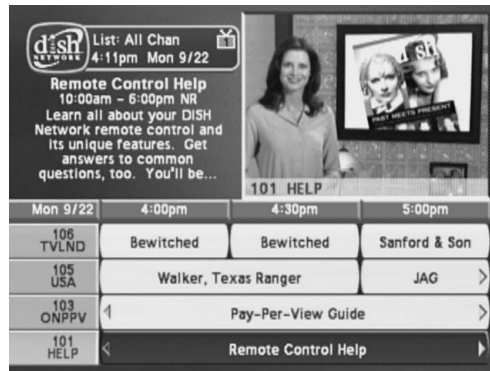 dish
NETWORK
List: All Chan
4:11pm Mon 9/22
1
Remote Control Help
10:00am - 6:00pm NR
Learn all about your DISH
Network remote control and
its unique features. Get
answers to common
questions, too. You'll be...
dish
PAST MEETS PRESENT
101 HELP
Mon 9/22 4:00pm 4:30pm 5:00pm
106
TVLND Bewitched Bewitched Sanford & Son
105
USA Walker, Texas Ranger JAG
103
ONPPV Pay-Per-View Guide
101
HELP Remote Control Help